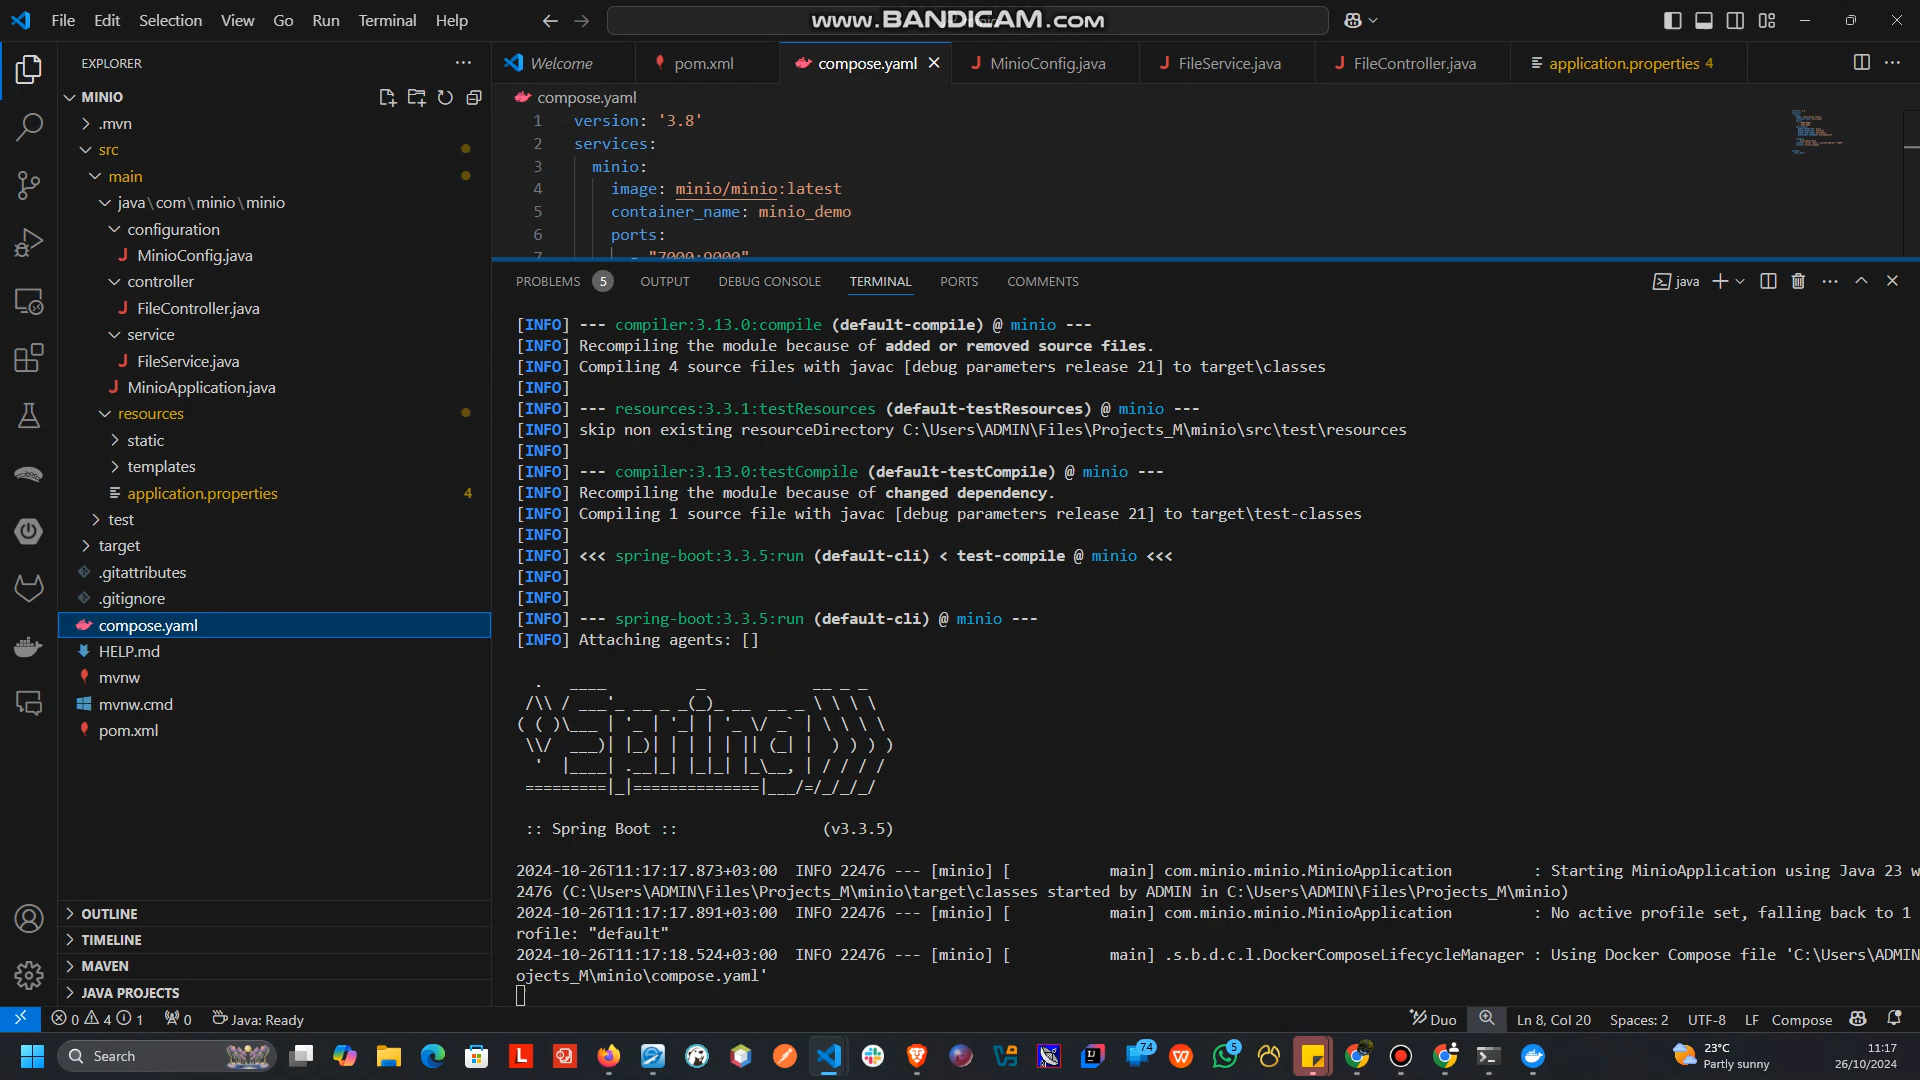 File Edit Selection View Go Run Terminal Help
www.BANDICAM.com
EXPLORER
MINIO
.mvn
src
main
java\com\minio\minio
configuration
MinioConfig.java
controller
FileController.java
service
FileService.java
MinioApplication.java
resources
static
templates
application.properties 4
test
target
.gitattributes
.gitignore
compose.yaml
HELP.md
mvnw
mvnw.cmd
pom.xml
OUTLINE
TIMELINE
MAVEN
JAVA PROJECTS
Welcome pom.xml compose.yaml MinioConfig.java FileService.java FileController.java application.properties 4
compose.yaml
1 version: '3.8'
2 services:
3 minio:
4 image: minio/minio:latest
5 container_name: minio_demo
6 ports:
7 - "7000:9000"
PROBLEMS 5 OUTPUT DEBUG CONSOLE TERMINAL PORTS COMMENTS java
[INFO] --- compiler:3.13.0:compile (default-compile) @ minio ---
[INFO] Recompiling the module because of added or removed source files.
[INFO] Compiling 4 source files with javac [debug parameters release 21] to target\classes
[INFO]
[INFO] --- resources:3.3.1:testResources (default-testResources) @ minio ---
[INFO] skip non existing resourceDirectory C:\Users\ADMIN\Files\Projects_M\minio\src\test\resources
[INFO]
[INFO] --- compiler:3.13.0:testCompile (default-testCompile) @ minio ---
[INFO] Recompiling the module because of changed dependency.
[INFO] Compiling 1 source file with javac [debug parameters release 21] to target\test-classes
[INFO]
[INFO] <<< spring-boot:3.3.5:run (default-cli) < test-compile @ minio <<<
[INFO]
[INFO]
[INFO] --- spring-boot:3.3.5:run (default-cli) @ minio ---
[INFO] Attaching agents: []
Spring
:: Spring Boot :: (v3.3.5)
2024-10-26T11:17:17.873+03:00 INFO 22476 --- [minio] [ main] com.minio.minio.MinioApplication : Starting MinioApplication using Java 23 w
2476 (C:\Users\ADMIN\Files\Projects_M\minio\target\classes started by ADMIN in C:\Users\ADMIN\Files\Projects_M\minio)
2024-10-26T11:17:17.891+03:00 INFO 22476 --- [minio] [ main] com.minio.minio.MinioApplication : No active profile set, falling back to 1
rofile: "default"
2024-10-26T11:17:18.524+03:00 INFO 22476 --- [minio] [ main] .s.b.d.c.l.DockerComposeLifecycleManager : Using Docker Compose file 'C:\Users\ADMIN
ojects_M\minio\compose.yaml'
0 4 1 0 Java: Ready Duo Ln 8, Col 20 Spaces: 2 UTF-8 LF Compose
Search 74 5 23°C Partly sunny 11:17 26/10/2024